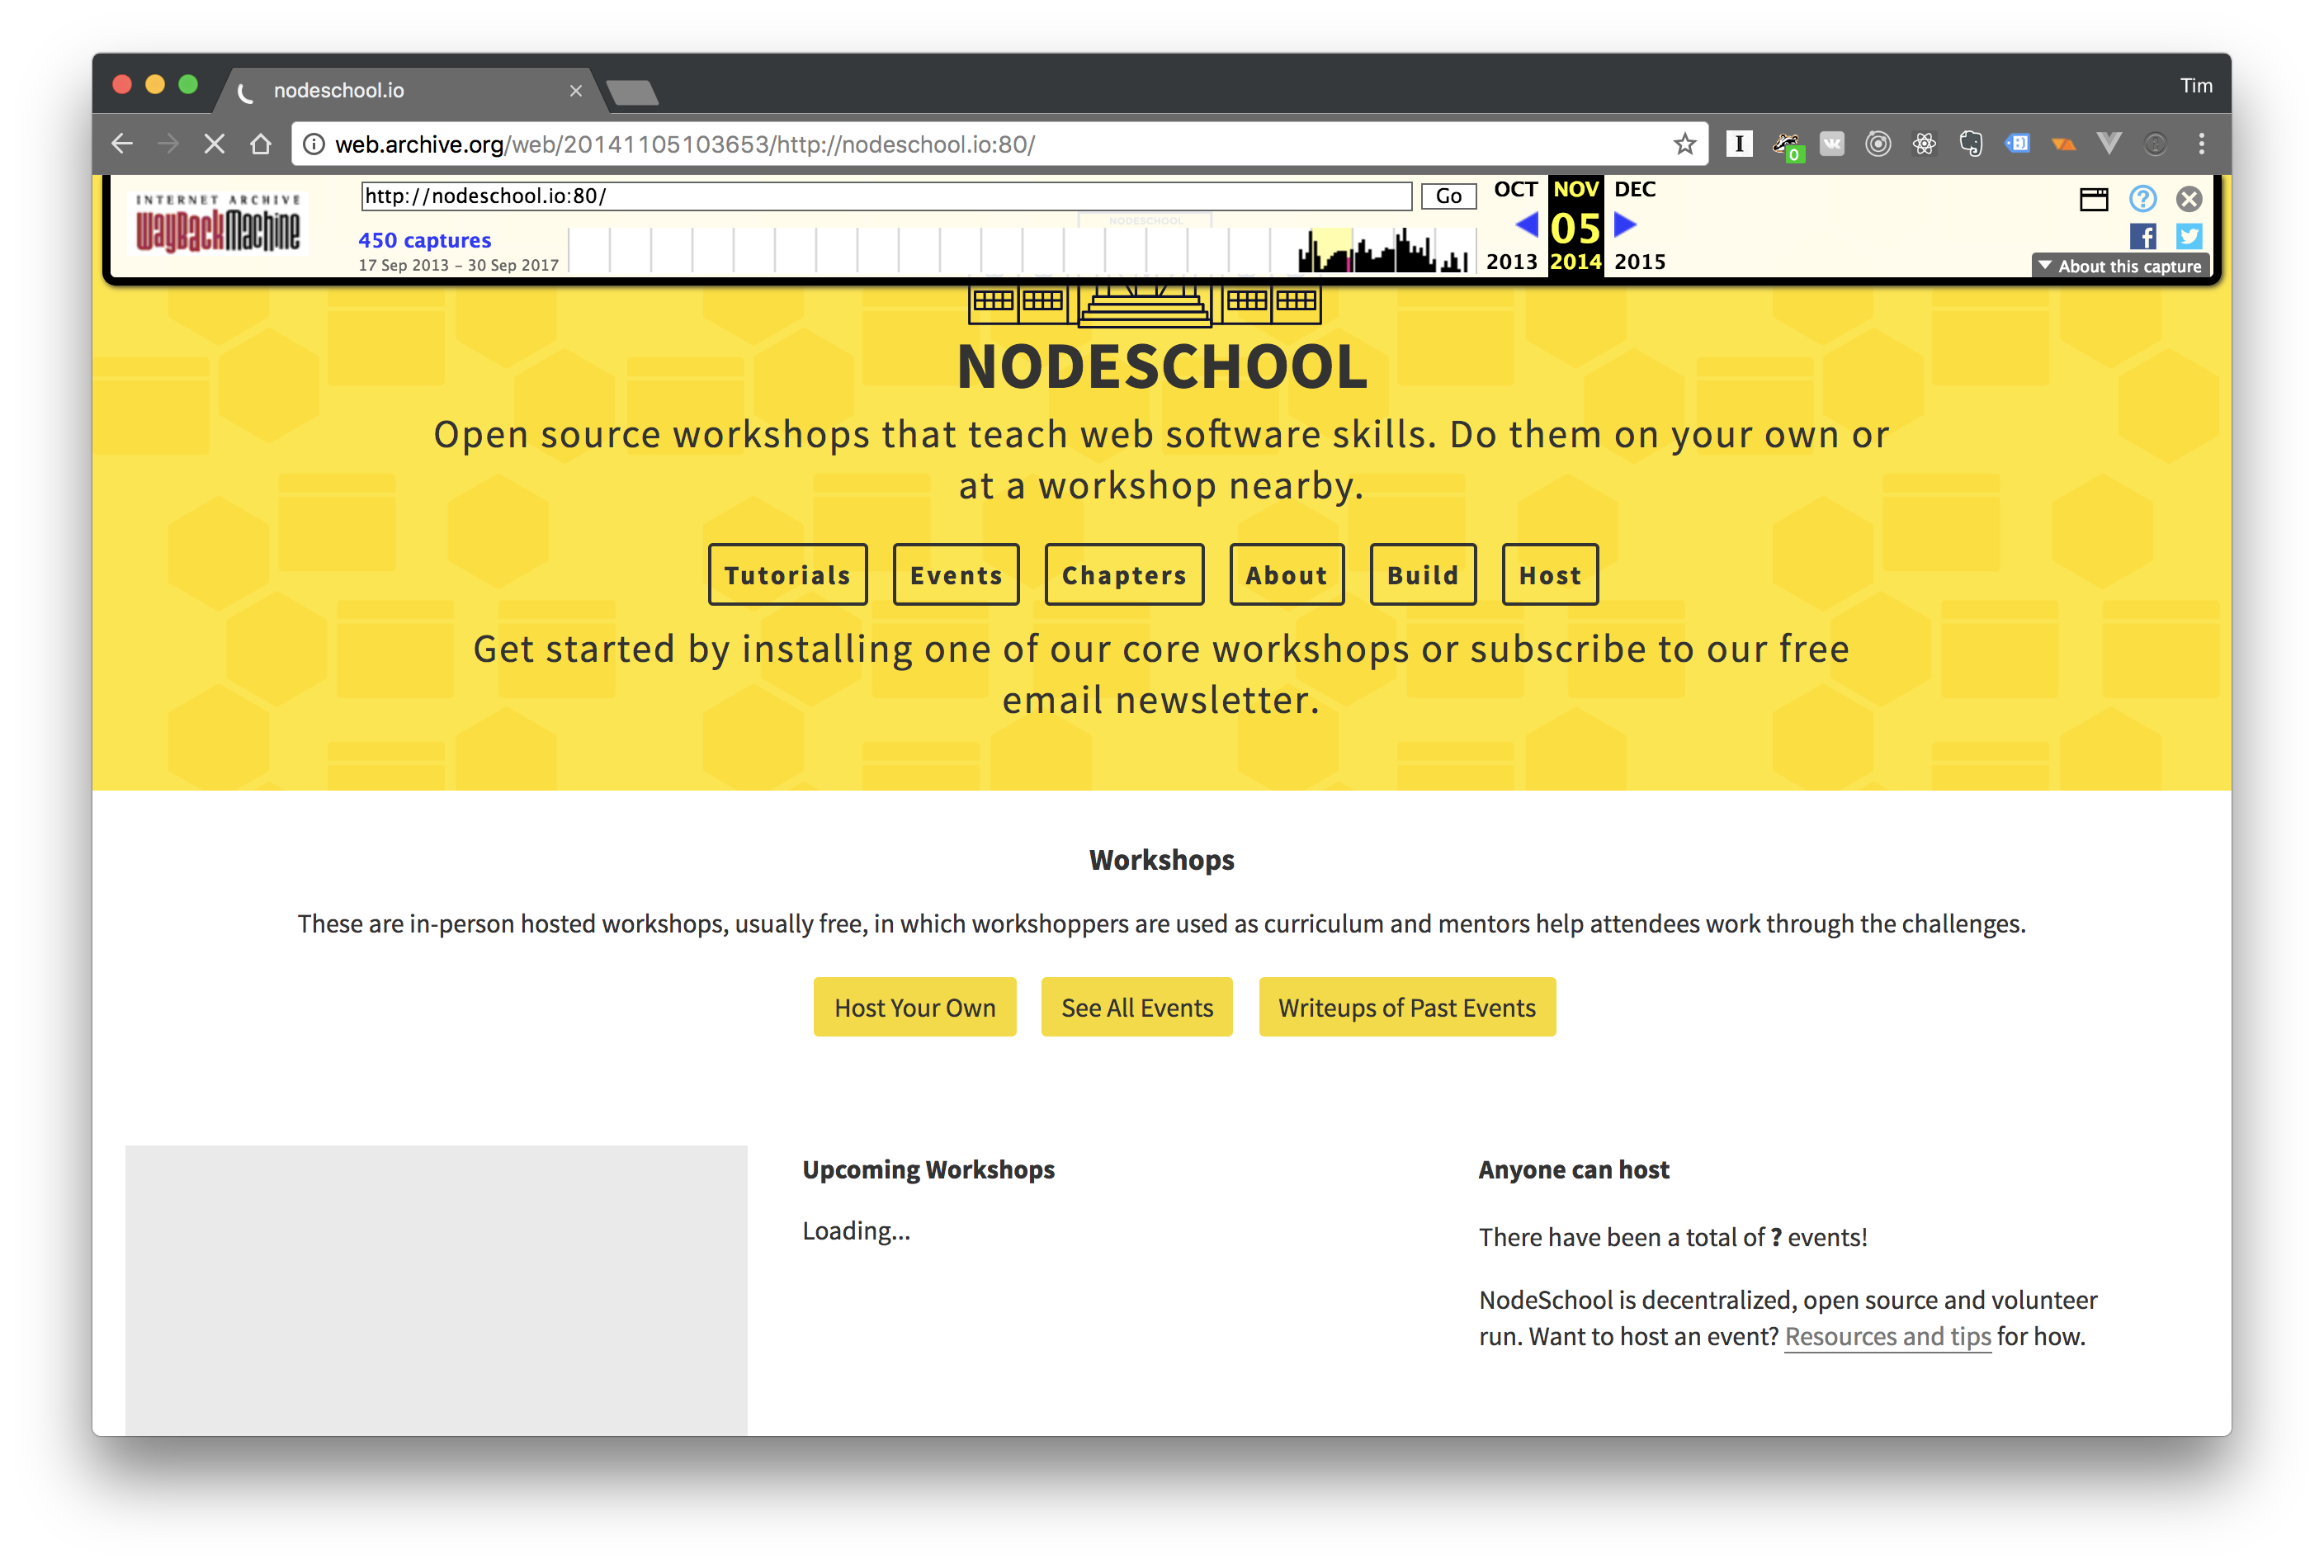 nodeschool.io
Tim
web.archive.org/web/20141105103653/http://nodeschool.io:80/
0
INTERNET ARCHIVE
WayBackMachine
http://nodeschool.io:80/
Go
OCT NOV DEC
450 captures
05
17 Sep 2013 – 30 Sep 2017
2013 2014 2015
About this capture
NODESCHOOL
NODESCHOOL
Open source workshops that teach web software skills. Do them on your own or
at a workshop nearby.
Tutorials Events Chapters About Build Host
Get started by installing one of our core workshops or subscribe to our free
email newsletter.
Workshops
These are in-person hosted workshops, usually free, in which workshoppers are used as curriculum and mentors help attendees work through the challenges.
Host Your Own See All Events Writeups of Past Events
Upcoming Workshops
Loading...
Anyone can host
There have been a total of ? events!
NodeSchool is decentralized, open source and volunteer
run. Want to host an event? Resources and tips for how.